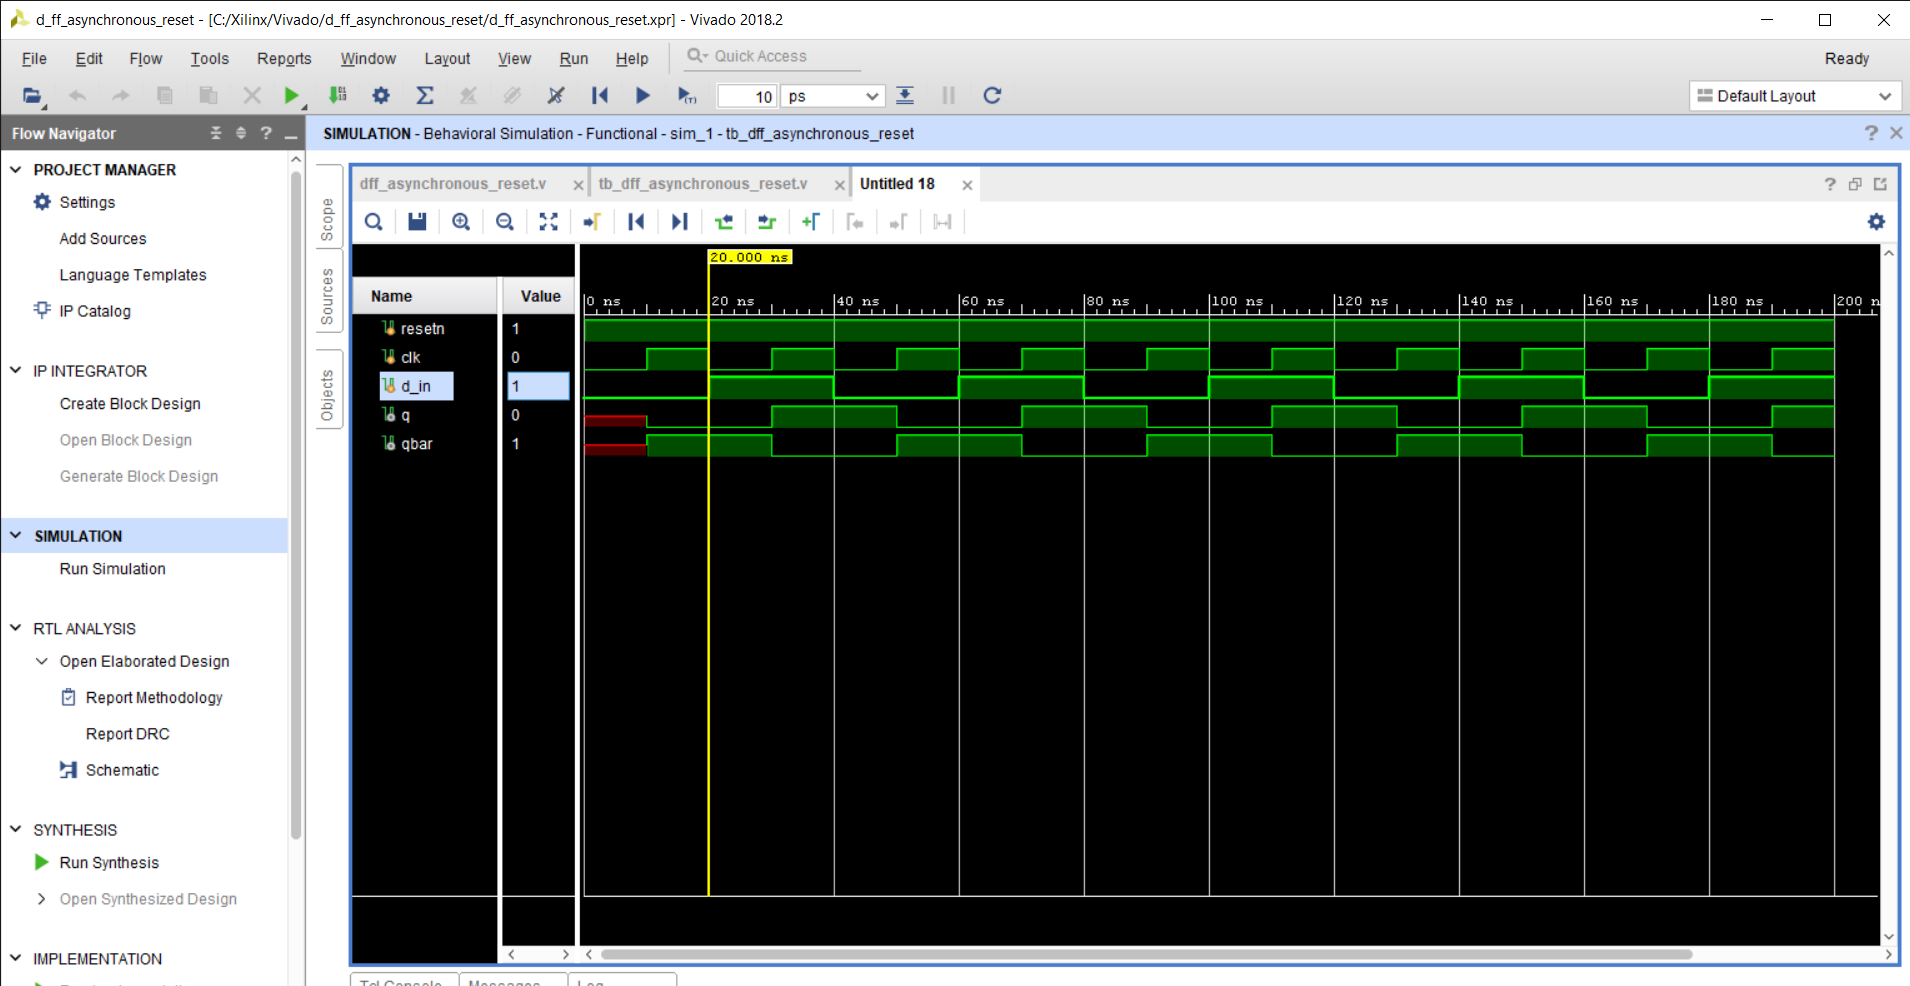 d_ff_asynchronous_reset - [C:/Xilinx/Vivado/d_ff_asynchronous_reset/d_ff_asynchronous_reset.xpr] - Vivado 2018.2
File Edit Flow Tools Reports Window Layout View Run Help Quick Access Ready
10 ps Default Layout
Flow Navigator
SIMULATION - Behavioral Simulation - Functional - sim_1 - tb_dff_asynchronous_reset
PROJECT MANAGER
Settings
Add Sources
Language Templates
IP Catalog
IP INTEGRATOR
Create Block Design
Open Block Design
Generate Block Design
SIMULATION
Run Simulation
RTL ANALYSIS
Open Elaborated Design
Report Methodology
Report DRC
Schematic
SYNTHESIS
Run Synthesis
Open Synthesized Design
IMPLEMENTATION
Scope
Sources
Objects
dff_asynchronous_reset.v tb_dff_asynchronous_reset.v Untitled 18
20.000 ns
Name Value
0 ns 20 ns 40 ns 60 ns 80 ns 100 ns 120 ns 140 ns 160 ns 180 ns 200 n
resetn 1
clk 0
d_in 1
q 0
qbar 1
Tcl Console Messages Log